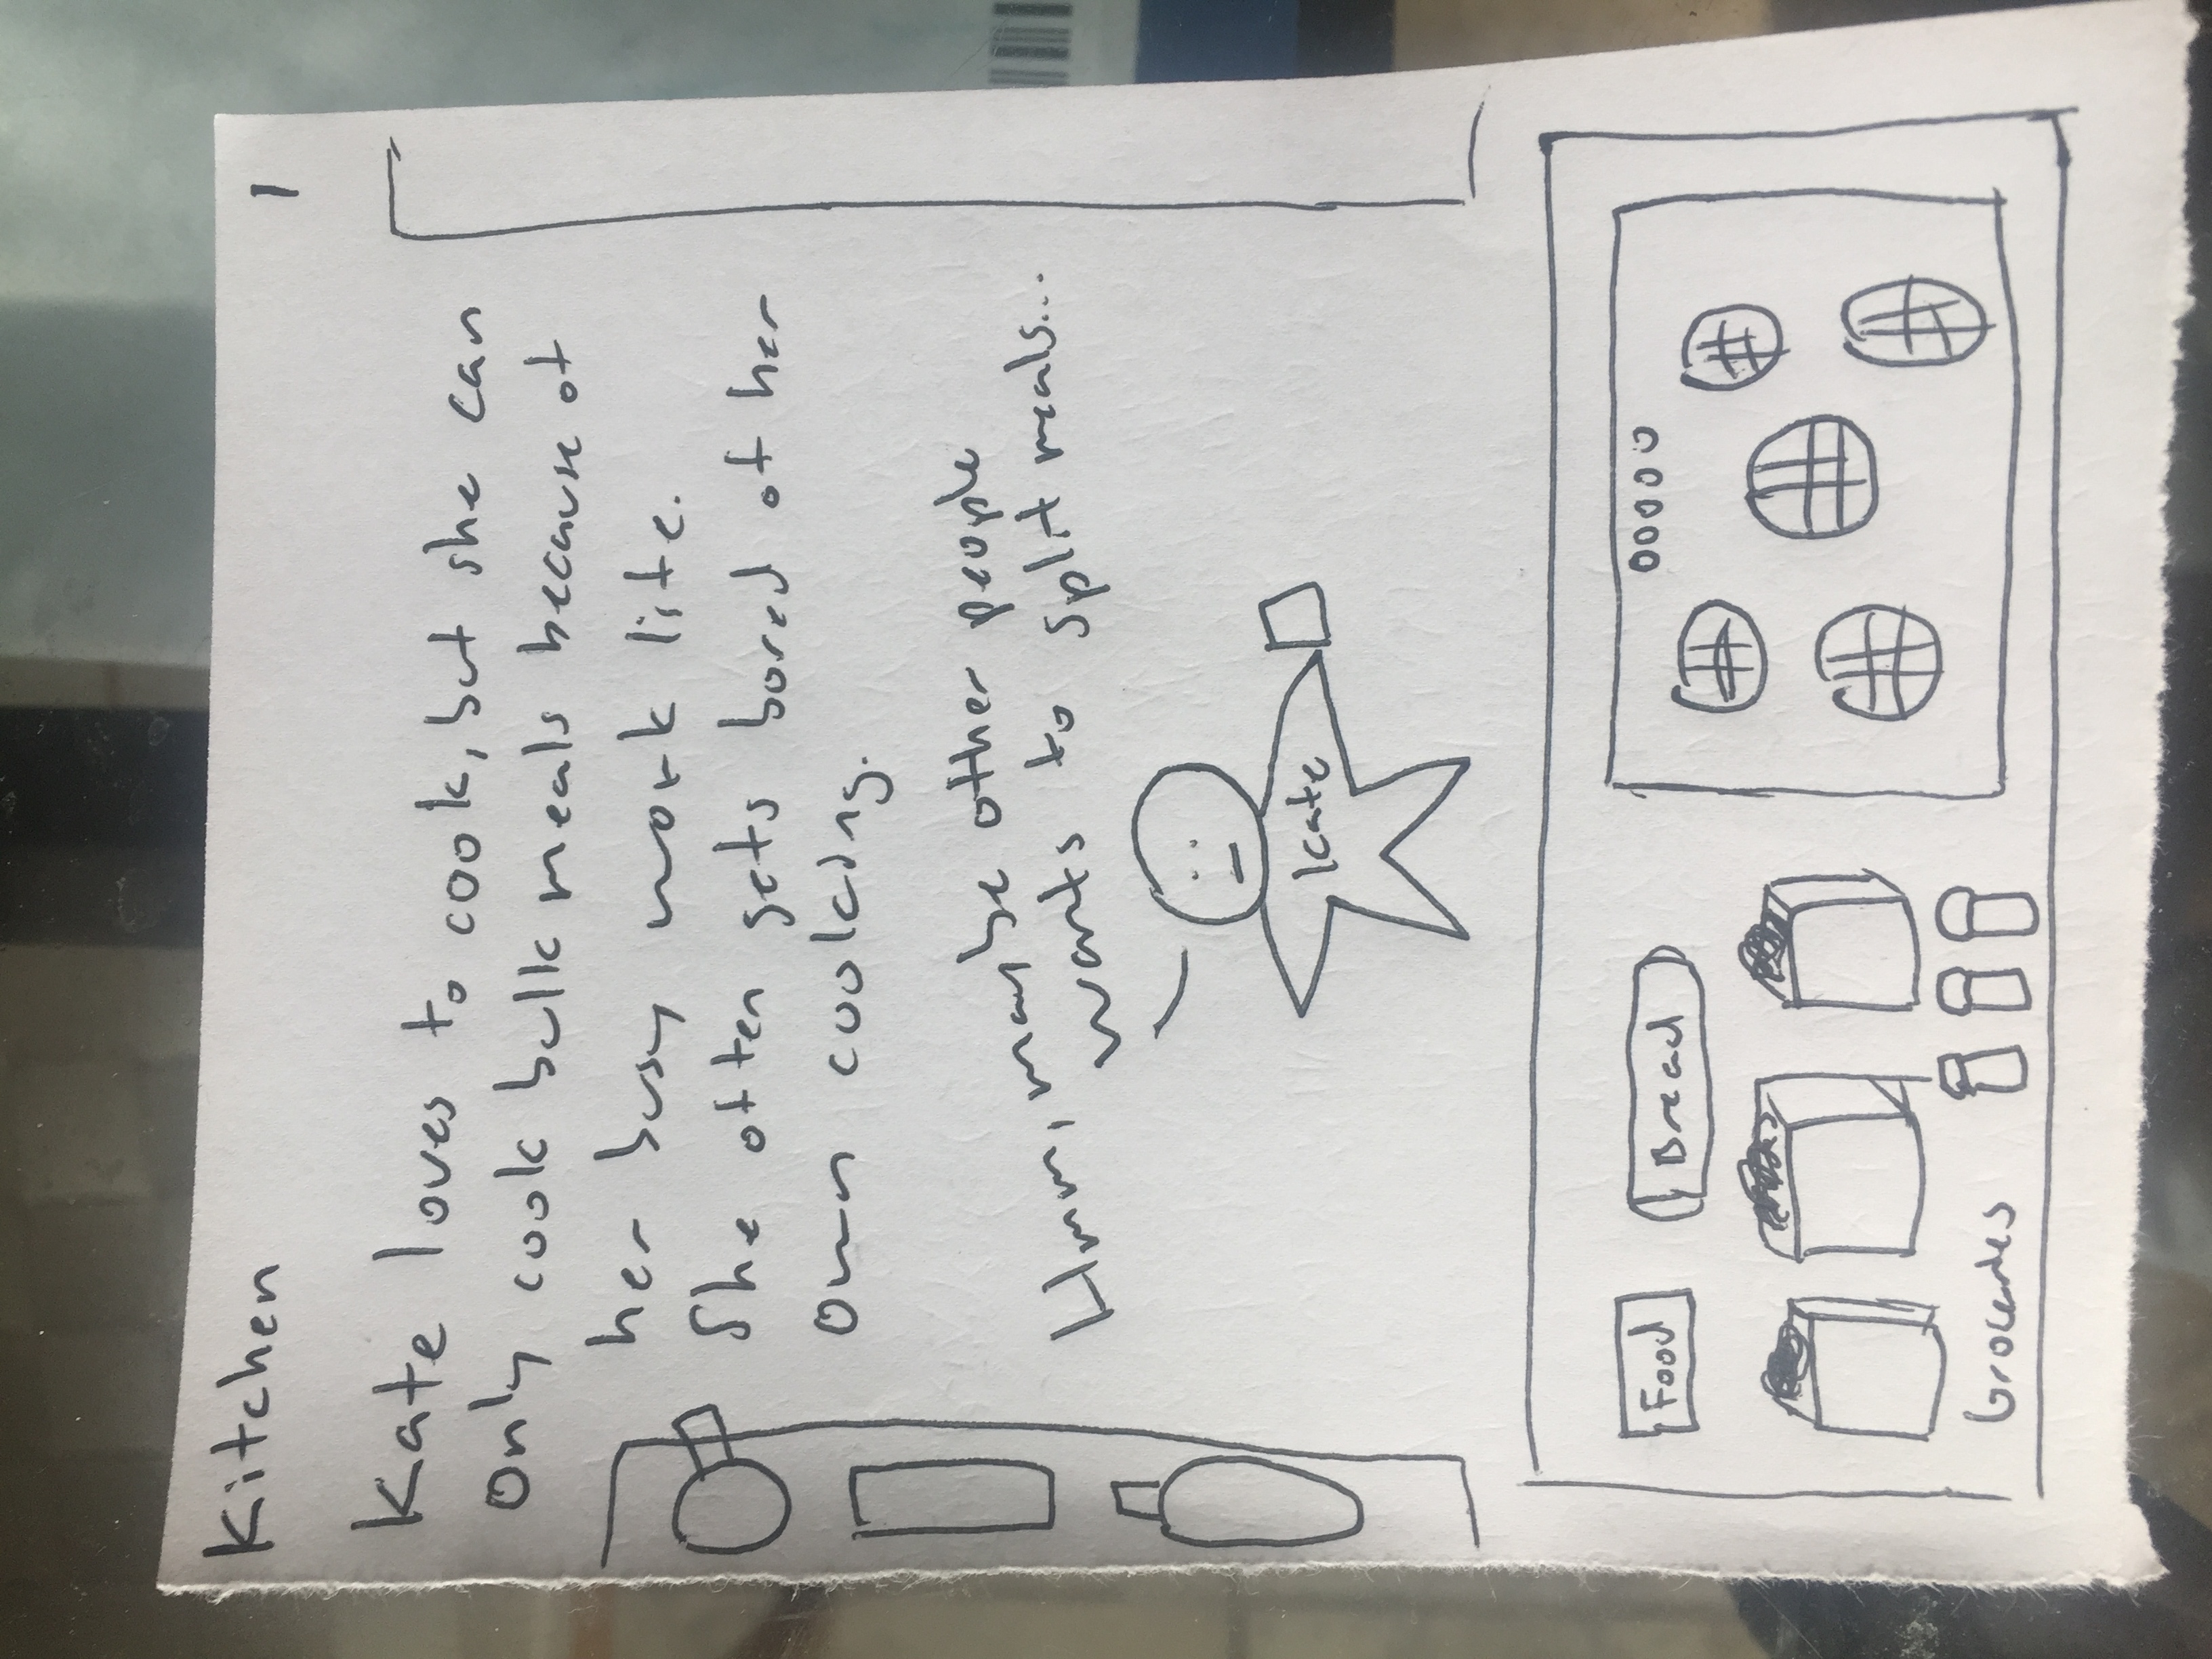 Kitchen 1
Kate loves to cook, but she can
Only cook bulk meals because of
her busy work life.
She often gets bored of her
Own cooking.
Hmm, maybe other people
wants to split meals...
Kate
Food
Bread
Groceries